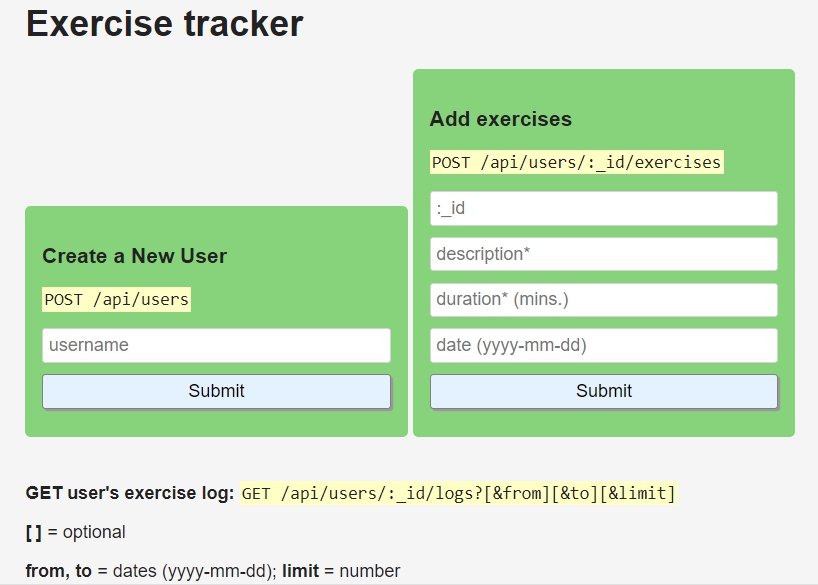 Exercise tracker
Create a New User
POST /api/users
username
Submit
Add exercises
POST /api/users/:_id/exercises
:_id
description*
duration* (mins.)
date (yyyy-mm-dd)
Submit
GET user's exercise log: GET /api/users/:_id/logs?[&from][&to][&limit]
[ ] = optional
from, to = dates (yyyy-mm-dd); limit = number